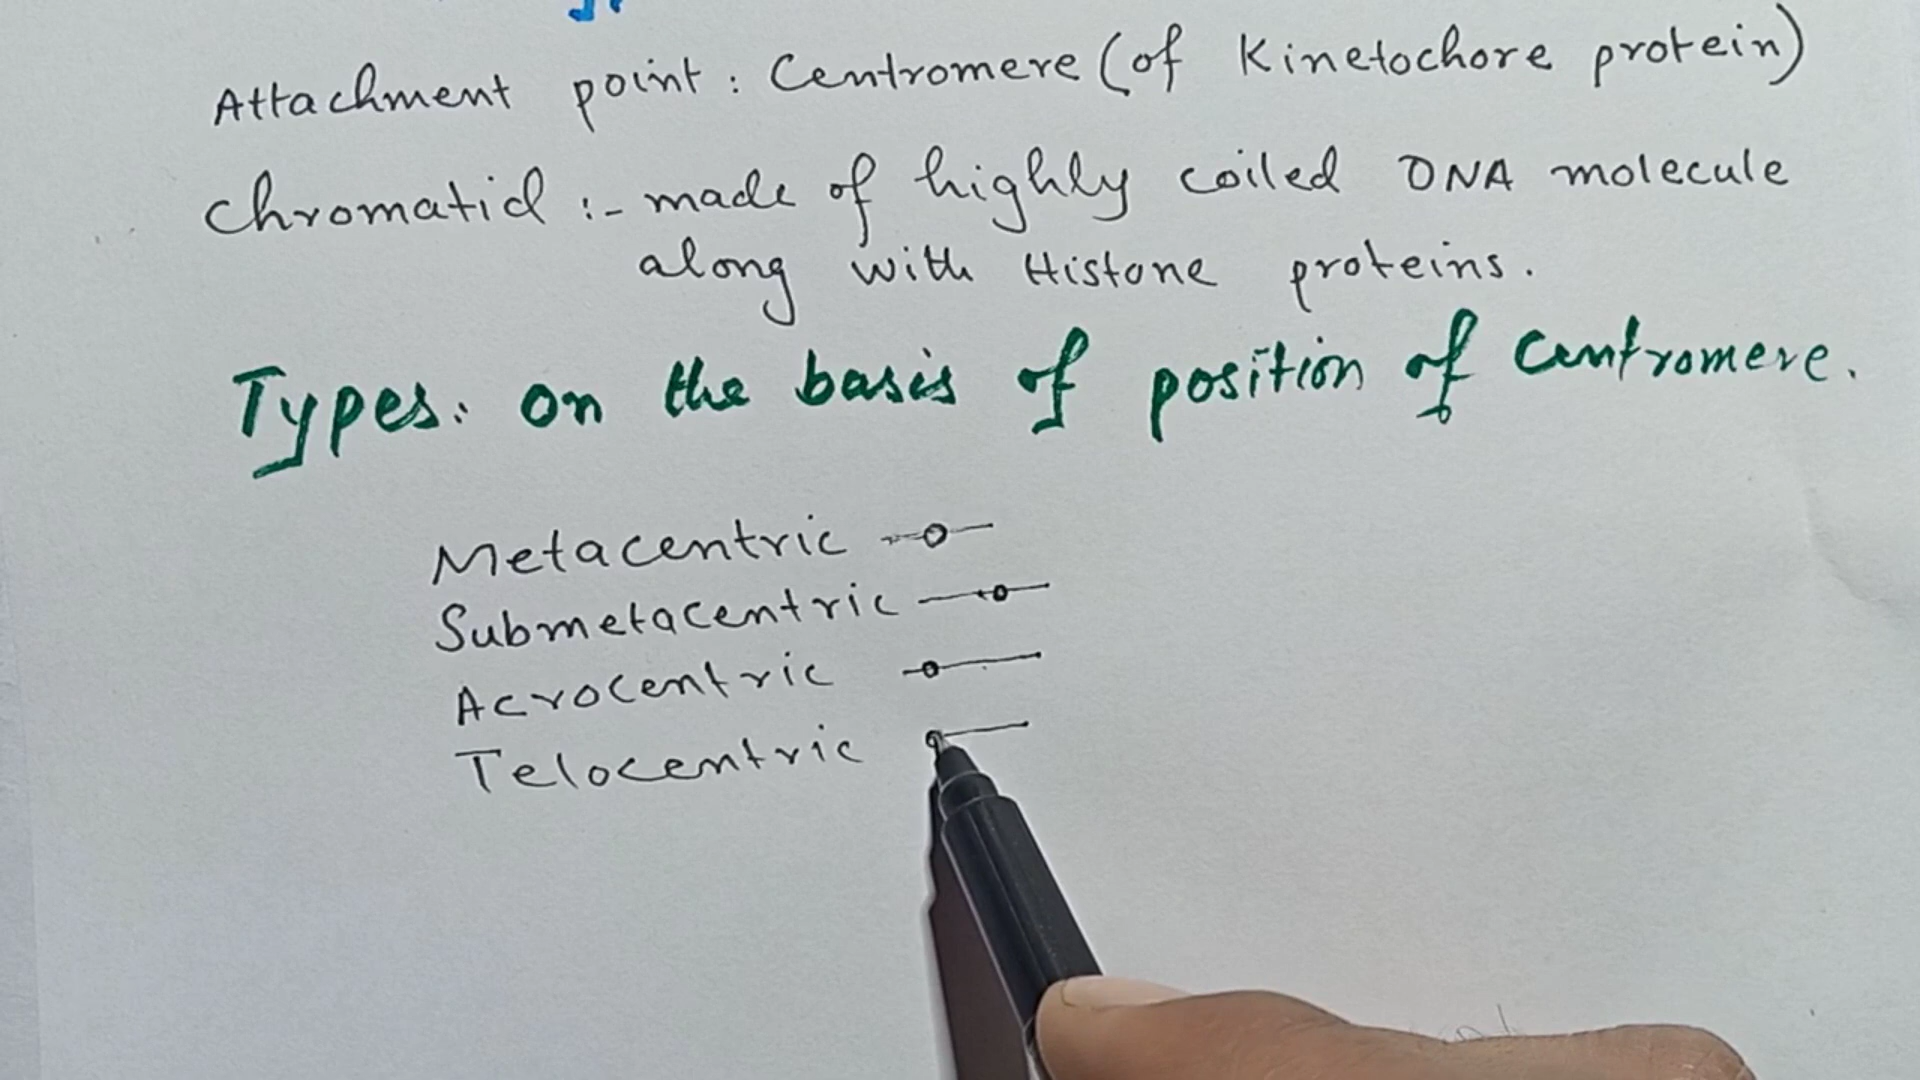 Attachment point: Centromere (of Kinetochore protein)
Chromatid :- made of highly coiled DNA molecule
along with Histone proteins.
Types: on the basis of position of Centromere.
Metacentric
Submetacentric
Acrocentric
Telocentric